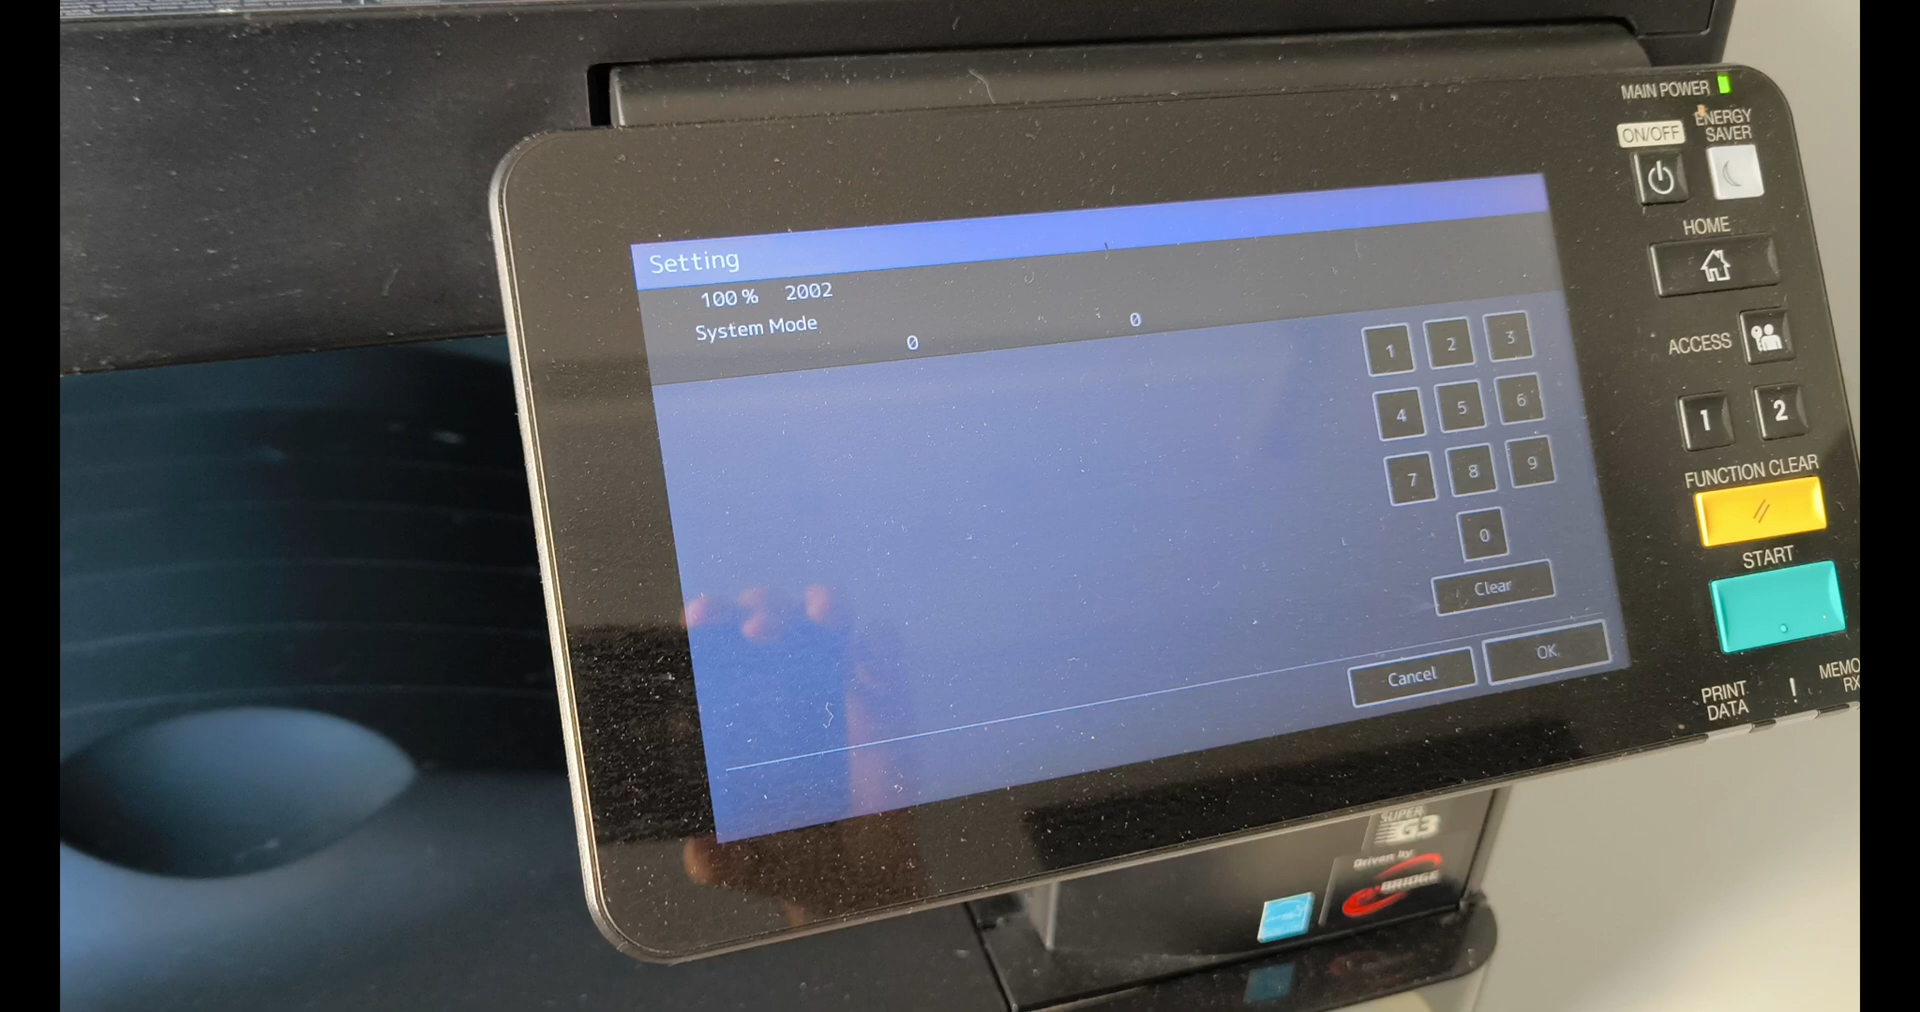 MAIN POWER
ENERGY
SAVER
ON/OFF
HOME
ACCESS
1 2
FUNCTION CLEAR
START
PRINT
DATA
!
MEMO
RX
Setting
100 % 2002
System Mode
0 0
1 2 3
4 5 6
7 8 9
0
Clear
Cancel OK
SUPER
G3
Driven by
e-BRIDGE